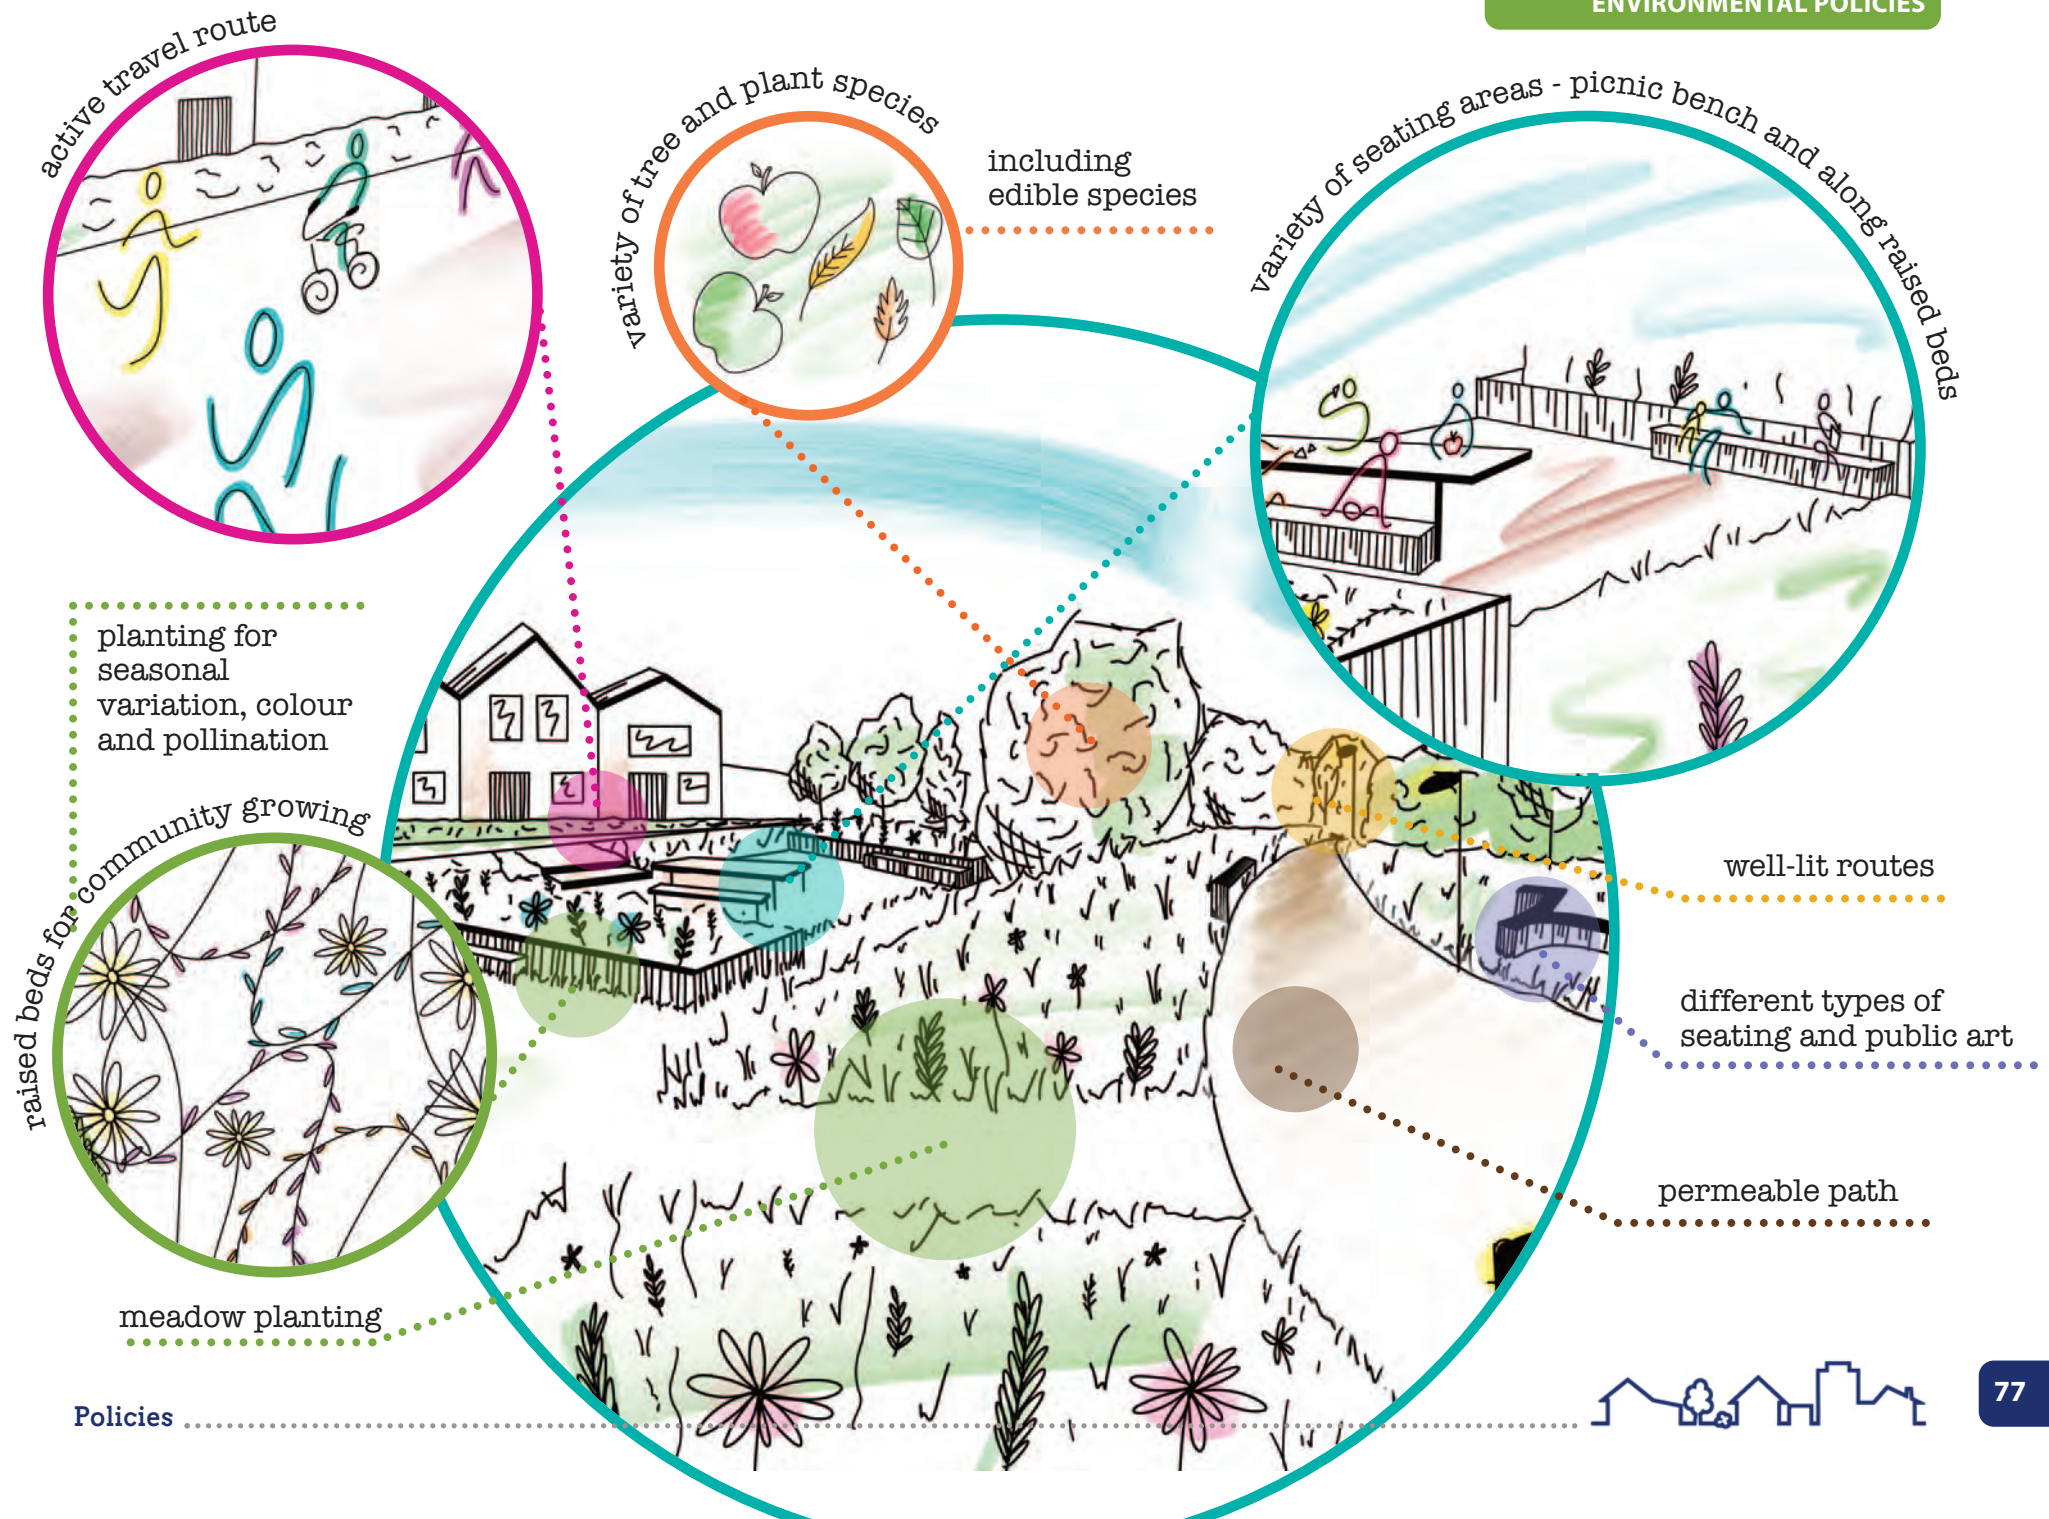 ENVIRONMENTAL POLICIES
active travel route
variety of tree and plant species
including
edible species
variety of seating areas - picnic bench and along raised beds
planting for
seasonal
variation, colour
and pollination
raised beds for community growing
well-lit routes
different types of
seating and public art
permeable path
meadow planting
Policies
77